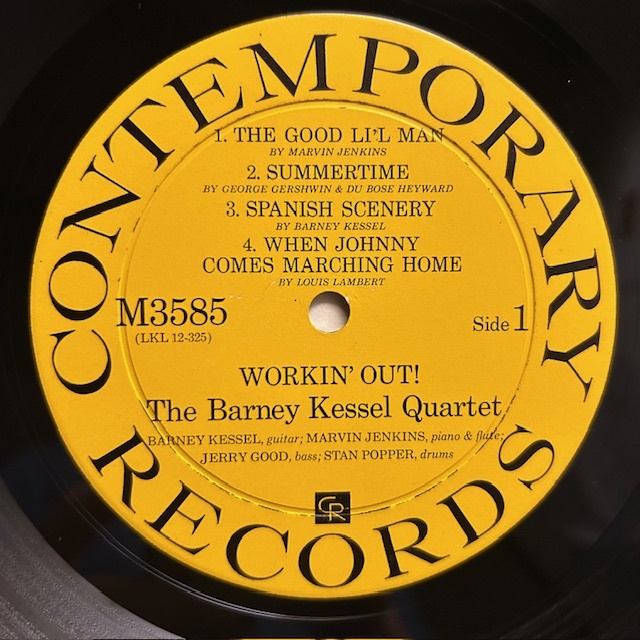 CONTEMPORARY RECORDS
1. THE GOOD LI'L MAN
BY MARVIN JENKINS
2. SUMMERTIME
BY GEORGE GERSHWIN & DU BOSE HEYWARD
3. SPANISH SCENERY
BY BARNEY KESSEL
4. WHEN JOHNNY
COMES MARCHING HOME
BY LOUIS LAMBERT
M3585
(LKL 12-325)
Side 1
WORKIN' OUT!
The Barney Kessel Quartet
BARNEY KESSEL, guitar; MARVIN JENKINS, piano & flute;
JERRY GOOD, bass; STAN POPPER, drums
CR